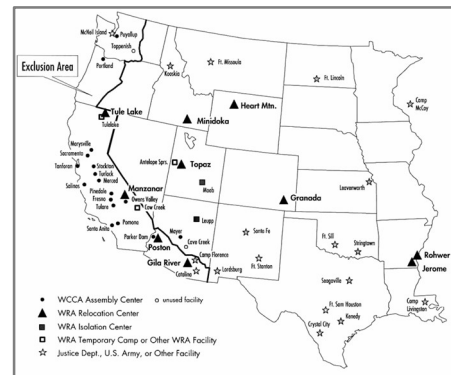 McNeil Island
Puyallup
Toppenish
Portland
Exclusion Area
Kooskia
Ft. Missoula
Ft. Lincoln
Camp
McCoy
Heart Mtn.
Minidoka
Tule Lake
Tulelake
Marysville
Sacramento
Tanforan
Stockton
Turlock
Merced
Salinas
Pinedale
Fresno
Tulare
Manzanar
Owens Valley
Cow Creek
Antelope Sprs.
Topaz
Moab
Granada
Leavenworth
Leupp
Santa Anita
Pomona
Parker Dam
Poston
Mayer
Cave Creek
Gila River
Camp Florence
Catalina
Lordsburg
Santa Fe
Ft. Stanton
Ft. Sill
Stringtown
Rohwer
Jerome
Seagoville
Ft. Sam Houston
Kenedy
Crystal City
Camp
Livingston
WCCA Assembly Center
unused facility
WRA Relocation Center
WRA Isolation Center
WRA Temporary Camp or Other WRA Facility
Justice Dept., U.S. Army, or Other Facility